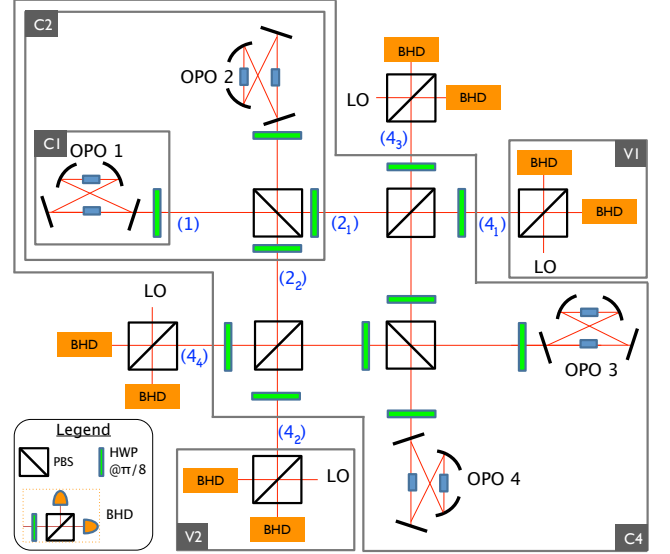 C2
BHD
OPO 2
LO
BHD
C1
OPO 1
(4₃)
V1
BHD
BHD
(1)
(2₁)
(4₁)
LO
(2₂)
LO
BHD
(4₄)
OPO 3
BHD
Legend
PBS
HWP
@π/8
BHD
(4₂)
BHD
LO
OPO 4
BHD
V2
C4